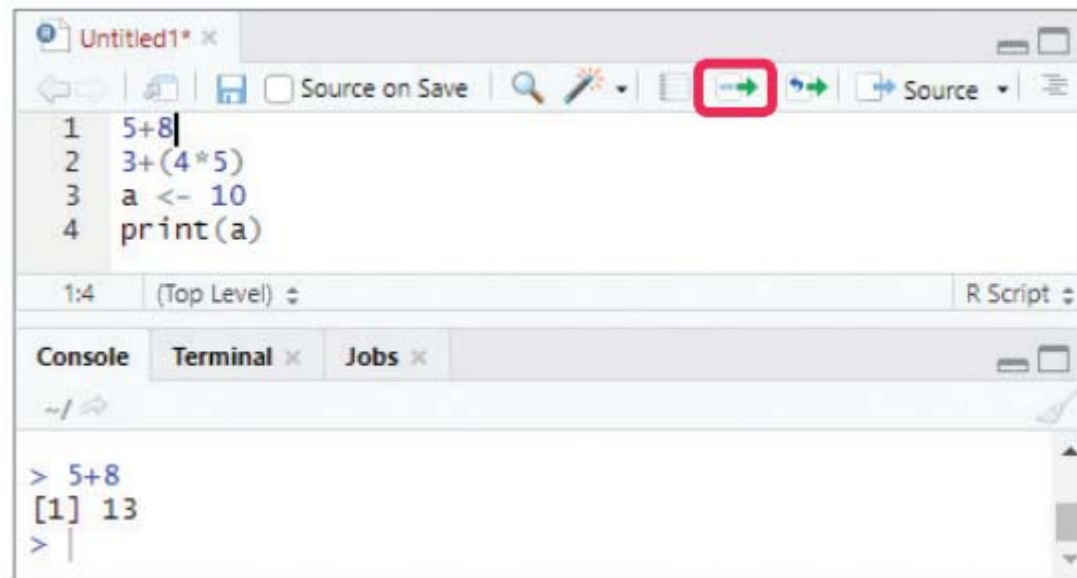 Untitled1*
Source on Save Source
1 5+8
2 3+(4*5)
3 a <- 10
4 print(a)
1:4 (Top Level) R Script
Console Terminal Jobs
~/
> 5+8
[1] 13
>